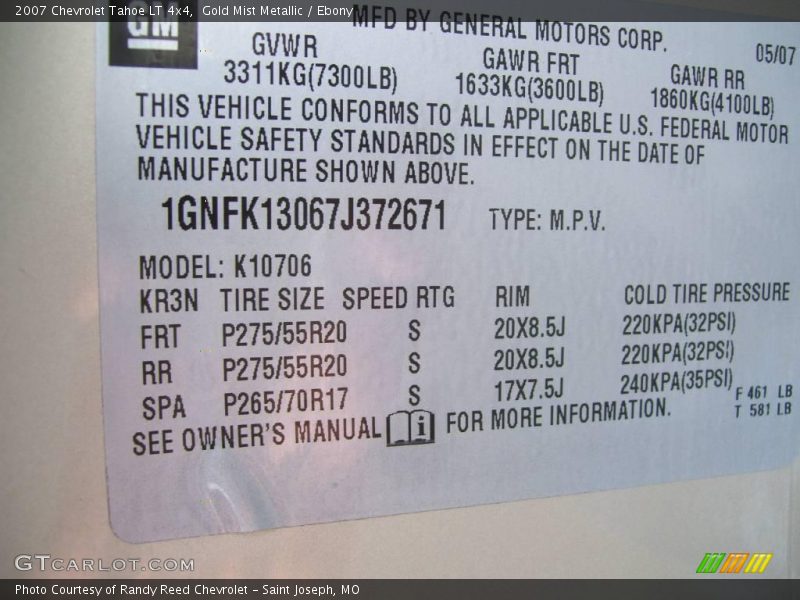 2007 Chevrolet Tahoe LT 4x4, Gold Mist Metallic / Ebony
GM
MFD BY GENERAL MOTORS CORP.
05/07
GVWR GAWR FRT GAWR RR
3311KG(7300LB) 1633KG(3600LB) 1860KG(4100LB)
THIS VEHICLE CONFORMS TO ALL APPLICABLE U.S. FEDERAL MOTOR
VEHICLE SAFETY STANDARDS IN EFFECT ON THE DATE OF
MANUFACTURE SHOWN ABOVE.
1GNFK13067J372671 TYPE: M.P.V.
MODEL: K10706
KR3N TIRE SIZE SPEED RTG RIM COLD TIRE PRESSURE
FRT P275/55R20 S 20X8.5J 220KPA(32PSI)
RR P275/55R20 S 20X8.5J 220KPA(32PSI)
SPA P265/70R17 S 17X7.5J 240KPA(35PSI)
F 461 LB
T 581 LB
SEE OWNER'S MANUAL i FOR MORE INFORMATION.
GTCARLOT.COM
Photo Courtesy of Randy Reed Chevrolet - Saint Joseph, MO